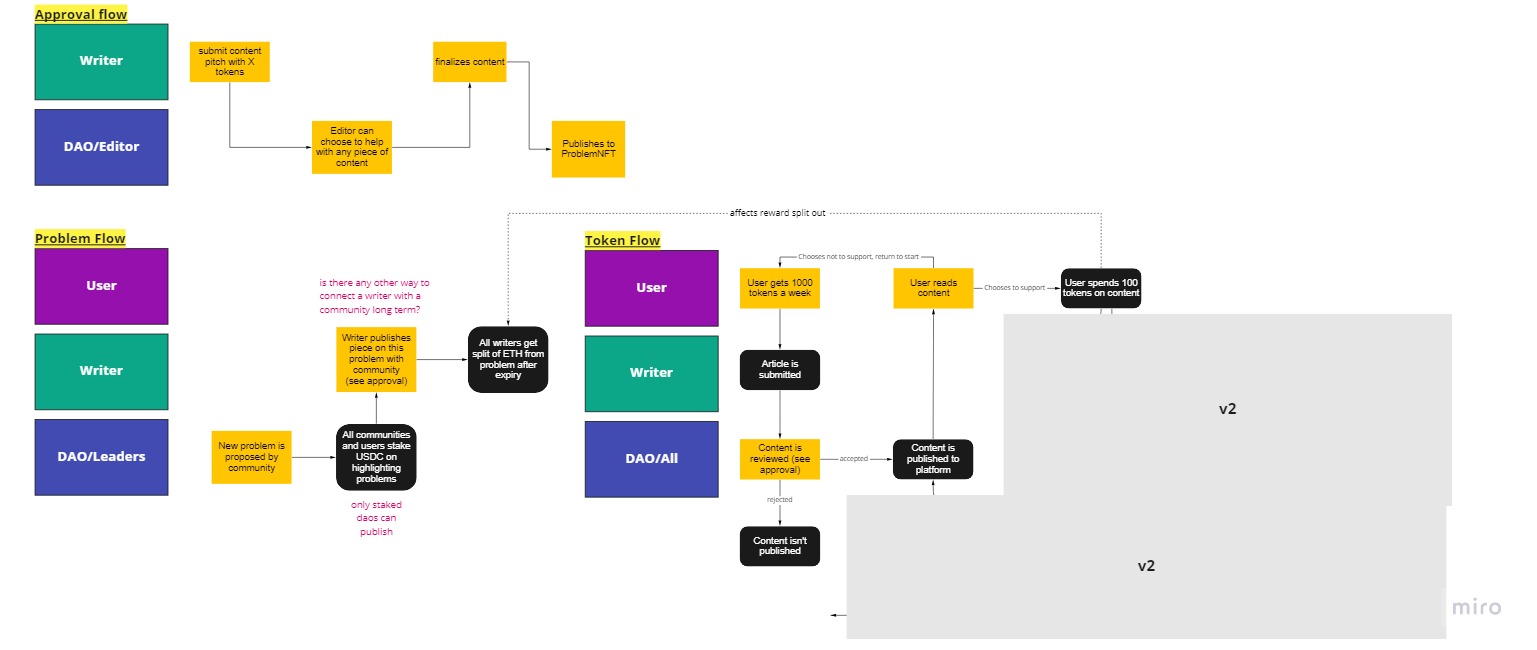 Approval flow
Writer
submit content
pitch with X
tokens
finalizes content
DAO/Editor
Editor can
choose to help
with any piece of
content
Publishes to
ProblemNFT
affects reward split out
Problem Flow
User
is there any other way to
connect a writer with a
community long term?
Writer
Writer publishes
piece on this
problem with
community
(see approval)
All writers get
split of ETH from
problem after
expiry
DAO/Leaders
New problem is
proposed by
community
All communities
and users stake
USDC on
highlighting
problems
only staked
daos can
publish
Token Flow
User
Chooses not to support, return to start
User gets 1000
tokens a week
User reads
content
Chooses to support
User spends 100
tokens on content
Writer
Article is
submitted
DAO/All
Content is
reviewed (see
approval)
accepted
Content is
published to
platform
rejected
Content isn't
published
v2
v2
miro